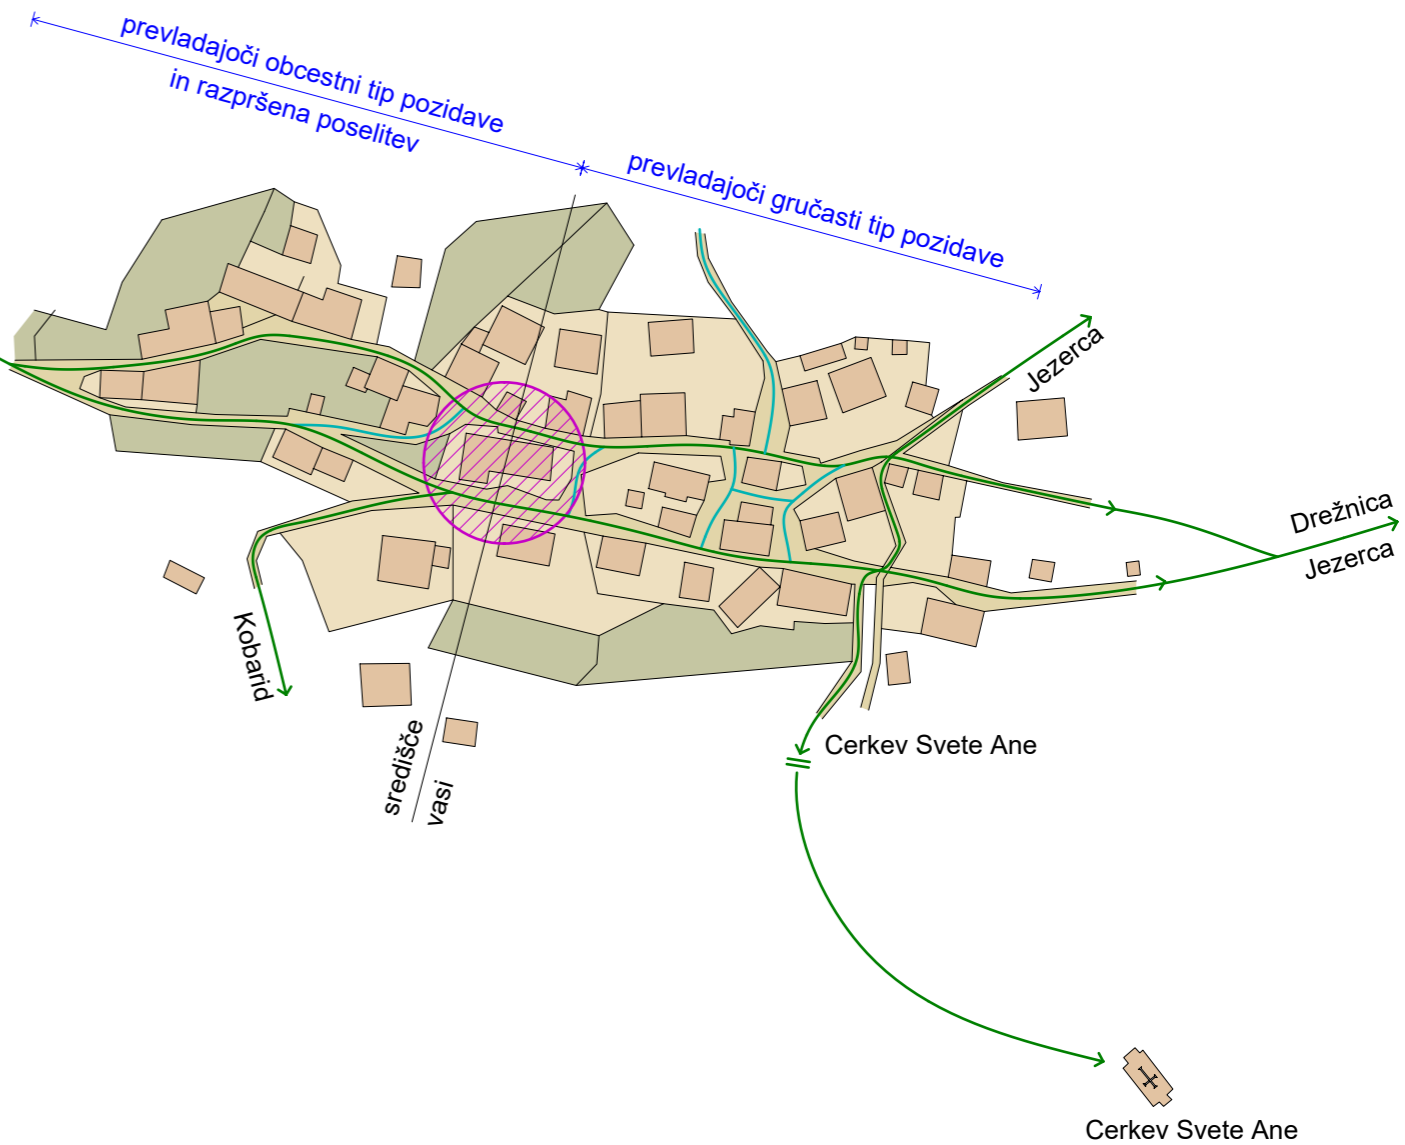 prevladajoči obcestni tip pozidave
in razpršena poselitev
prevladajoči gručasti tip pozidave
Jezerca
Drežnica
Jezerca
Kobarid
središče
vasi
Cerkev Svete Ane
Cerkev Svete Ane